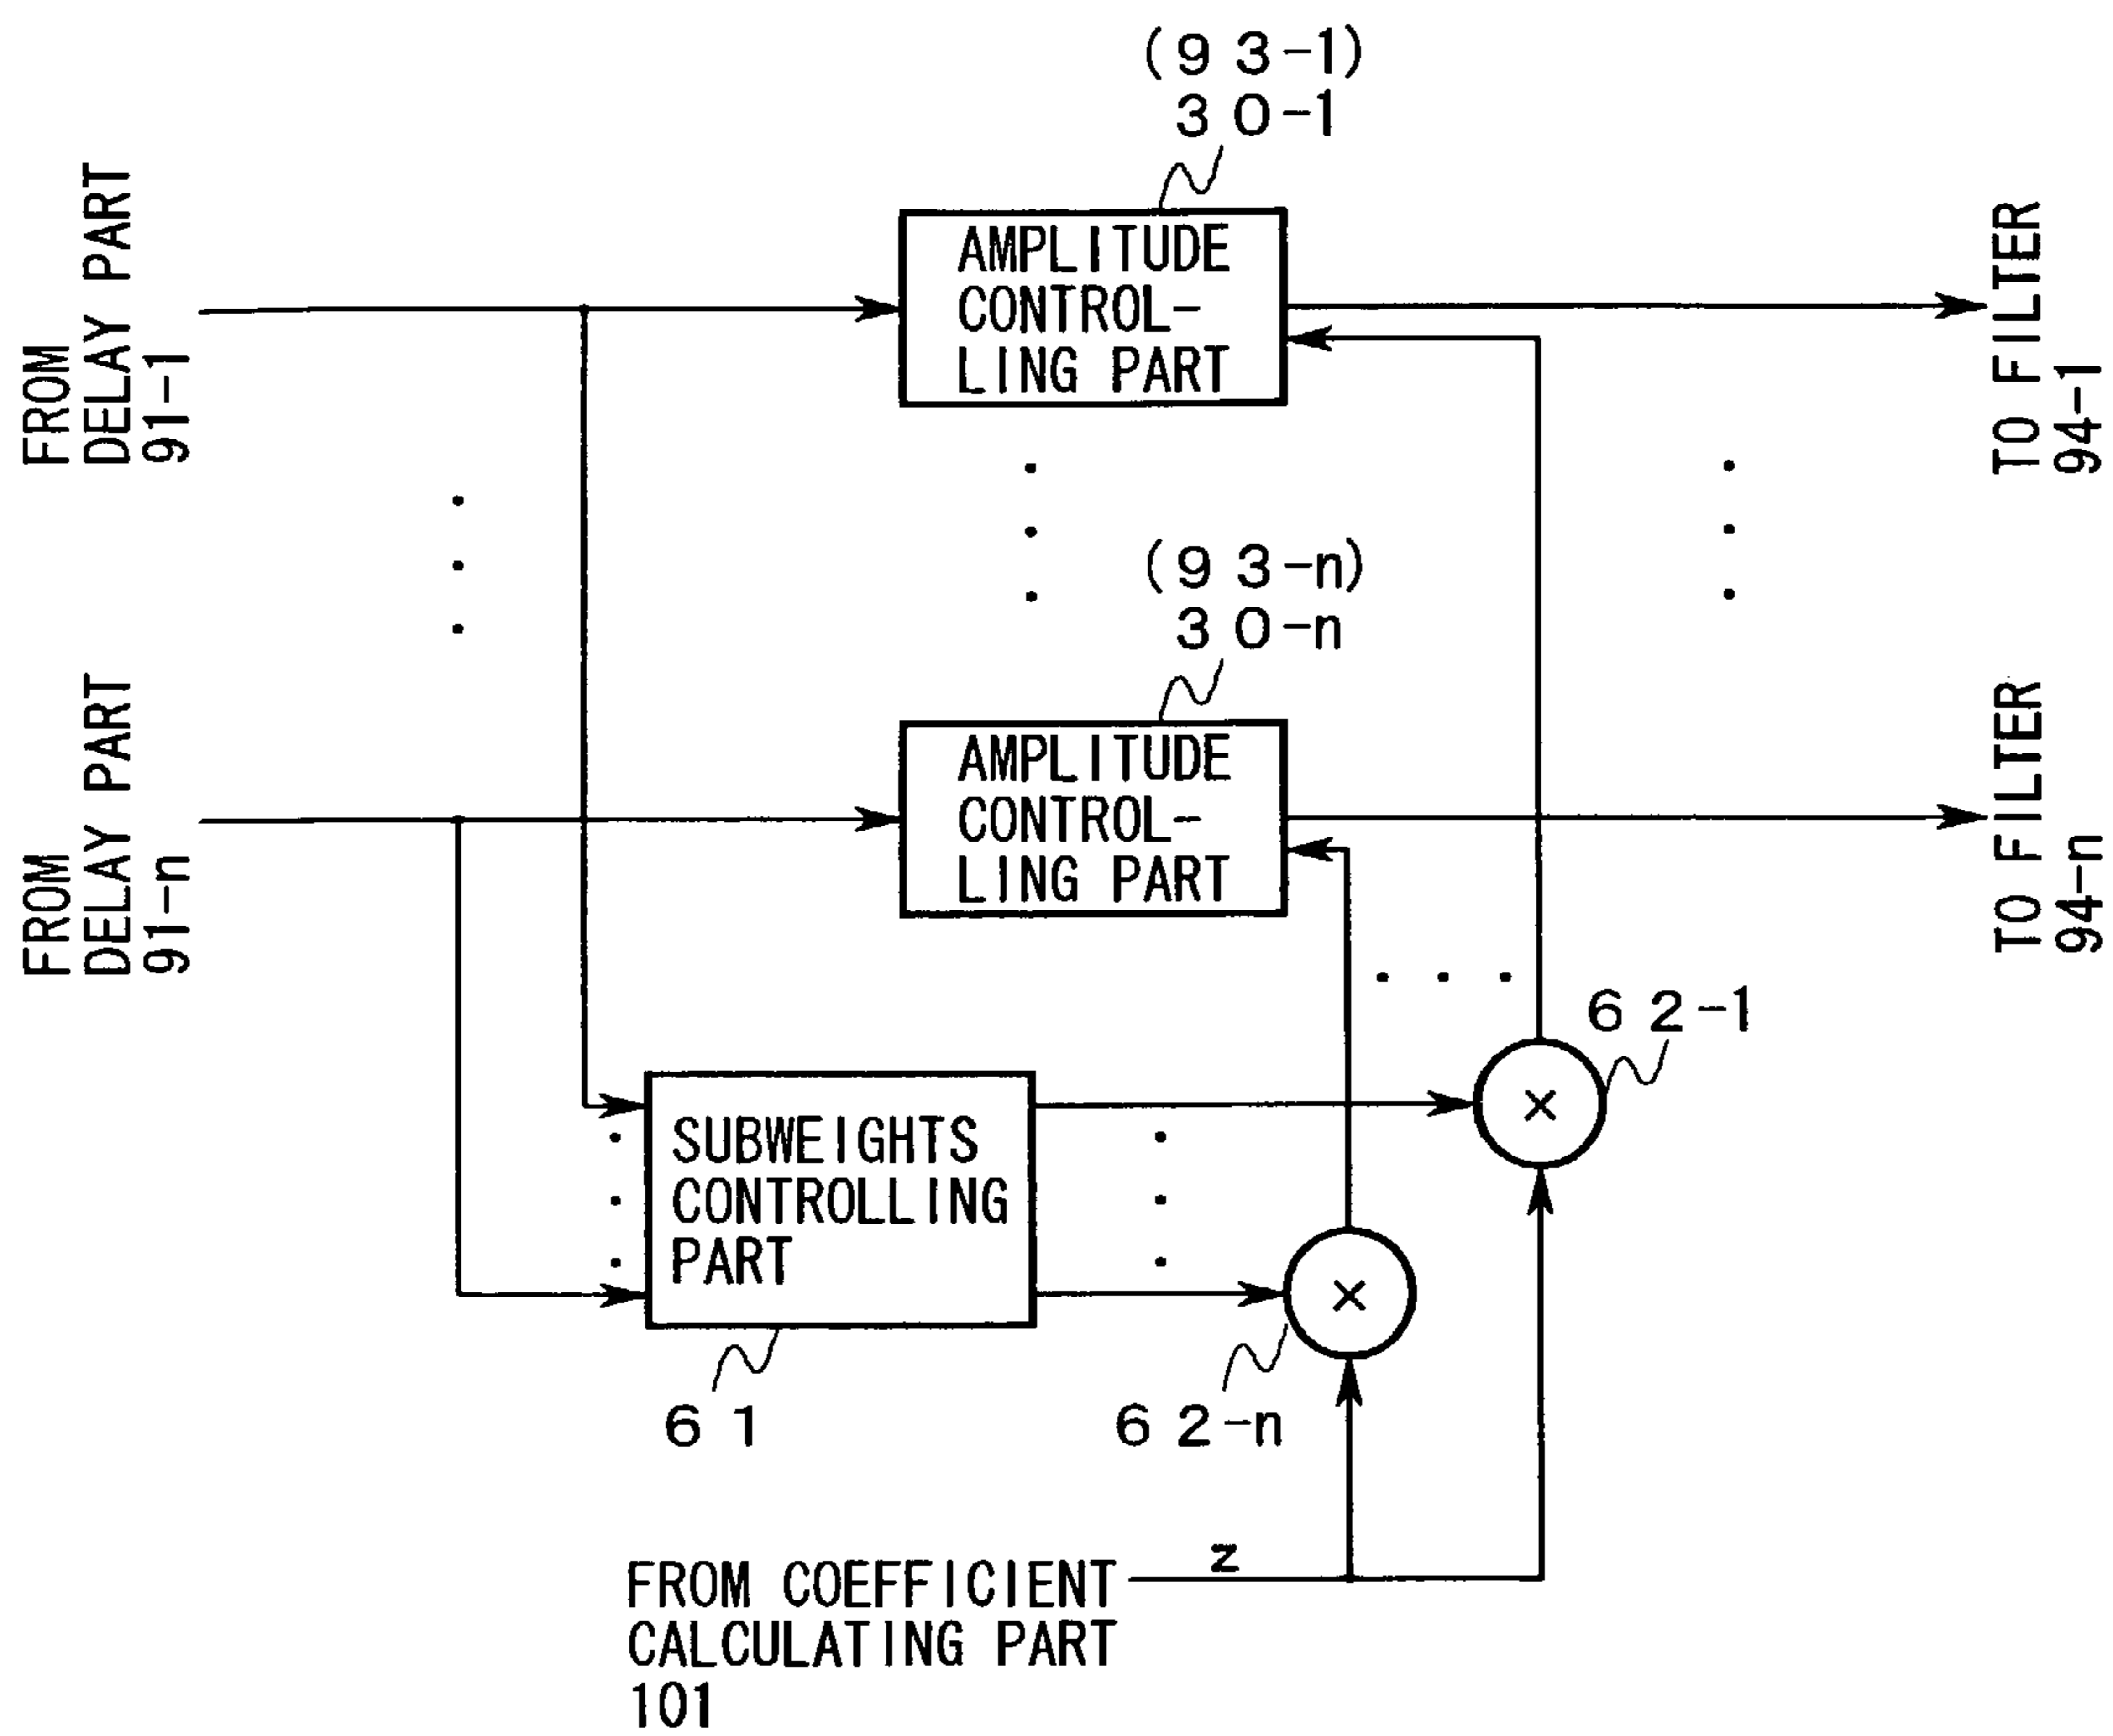 (93-1)
30-1
FROM
DELAY PART
91-1
AMPLITUDE
CONTROL-
LING PART
TO FILTER
94-1
(93-n)
30-n
FROM
DELAY PART
91-n
AMPLITUDE
CONTROL-
LING PART
TO FILTER
94-n
62-1
×
SUBWEIGHTS
CONTROLLING
PART
×
61
62-n
z
FROM COEFFICIENT
CALCULATING PART
101